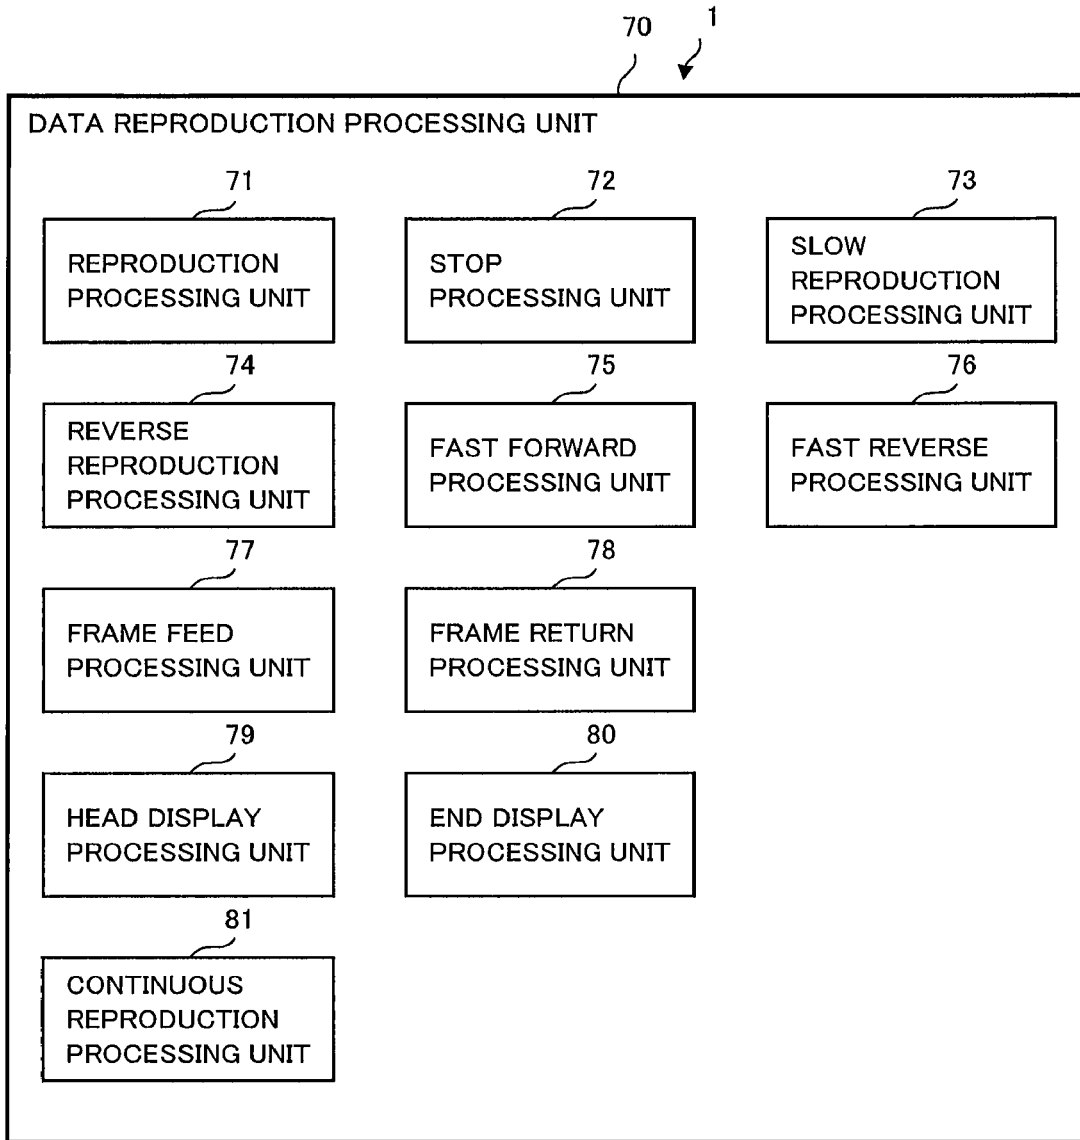 70
1
DATA REPRODUCTION PROCESSING UNIT
71
REPRODUCTION
PROCESSING UNIT
72
STOP
PROCESSING UNIT
73
SLOW
REPRODUCTION
PROCESSING UNIT
74
REVERSE
REPRODUCTION
PROCESSING UNIT
75
FAST FORWARD
PROCESSING UNIT
76
FAST REVERSE
PROCESSING UNIT
77
FRAME FEED
PROCESSING UNIT
78
FRAME RETURN
PROCESSING UNIT
79
HEAD DISPLAY
PROCESSING UNIT
80
END DISPLAY
PROCESSING UNIT
81
CONTINUOUS
REPRODUCTION
PROCESSING UNIT